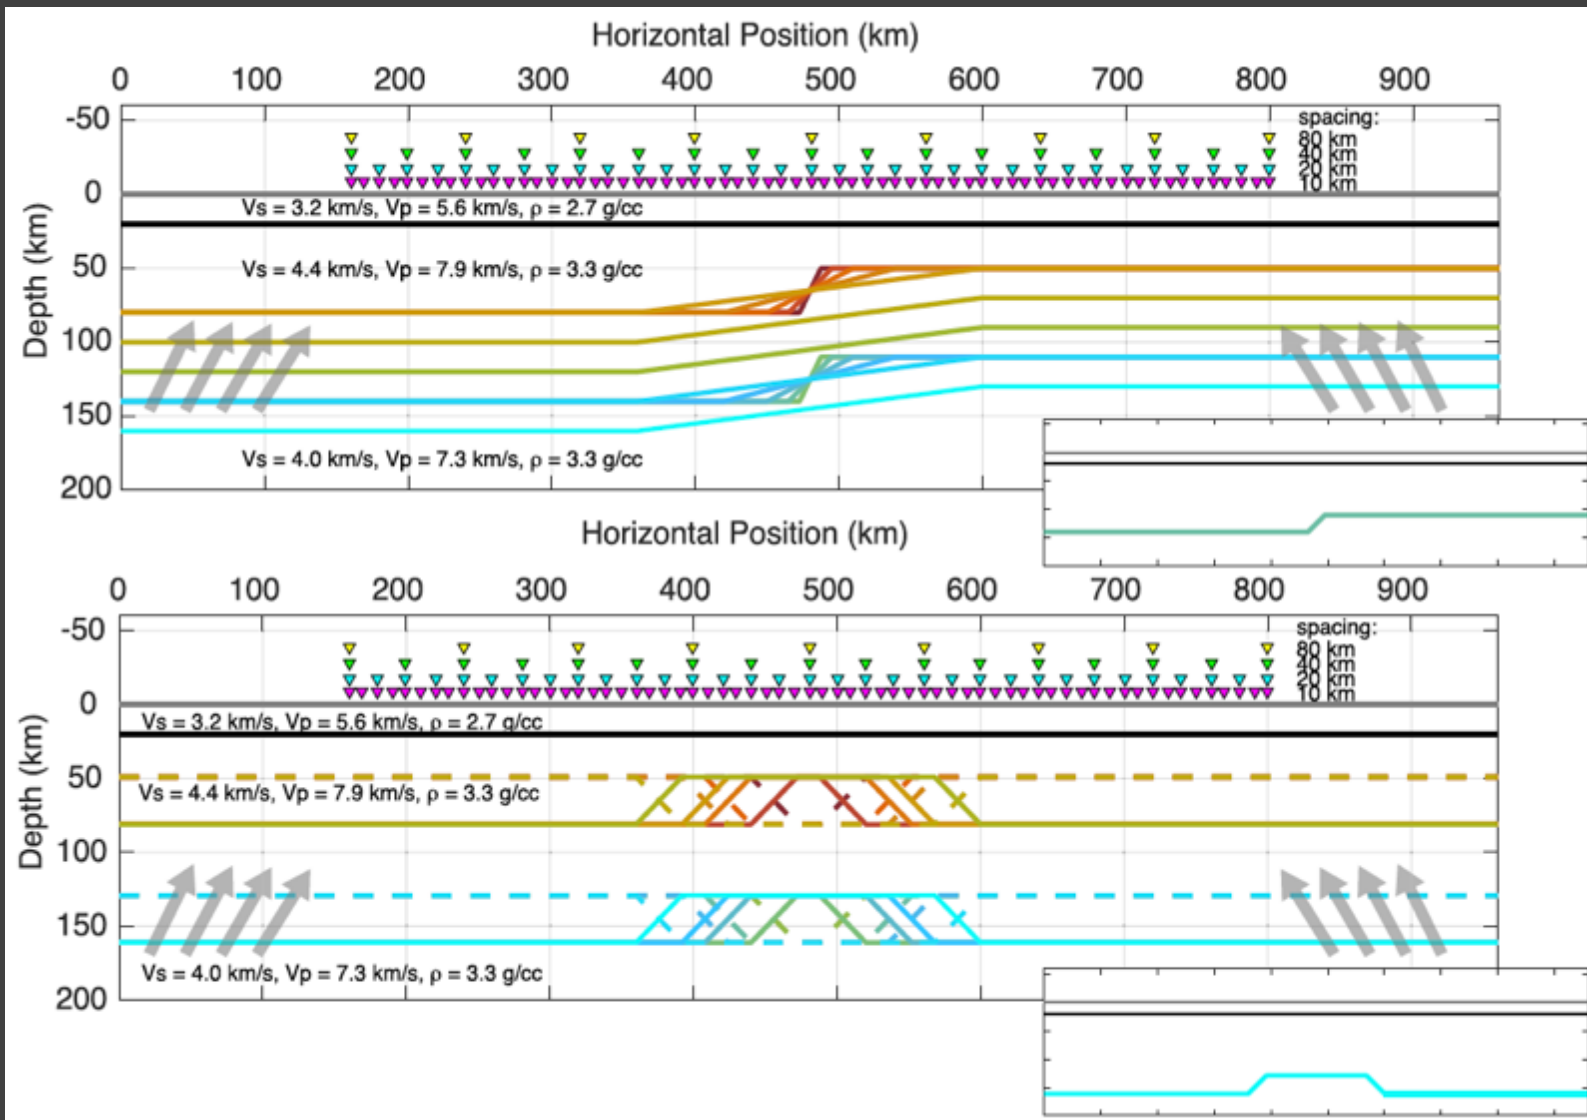 Horizontal Position (km)
0 100 200 300 400 500 600 700 800 900
-50
spacing:
80 km
40 km
20 km
10 km
0
Vs = 3.2 km/s, Vp = 5.6 km/s, ρ = 2.7 g/cc
50
Vs = 4.4 km/s, Vp = 7.9 km/s, ρ = 3.3 g/cc
Depth (km)
100
150
Vs = 4.0 km/s, Vp = 7.3 km/s, ρ = 3.3 g/cc
200
Horizontal Position (km)
0 100 200 300 400 500 600 700 800 900
-50
spacing:
80 km
40 km
20 km
10 km
0
Vs = 3.2 km/s, Vp = 5.6 km/s, ρ = 2.7 g/cc
50
Vs = 4.4 km/s, Vp = 7.9 km/s, ρ = 3.3 g/cc
Depth (km)
100
150
Vs = 4.0 km/s, Vp = 7.3 km/s, ρ = 3.3 g/cc
200